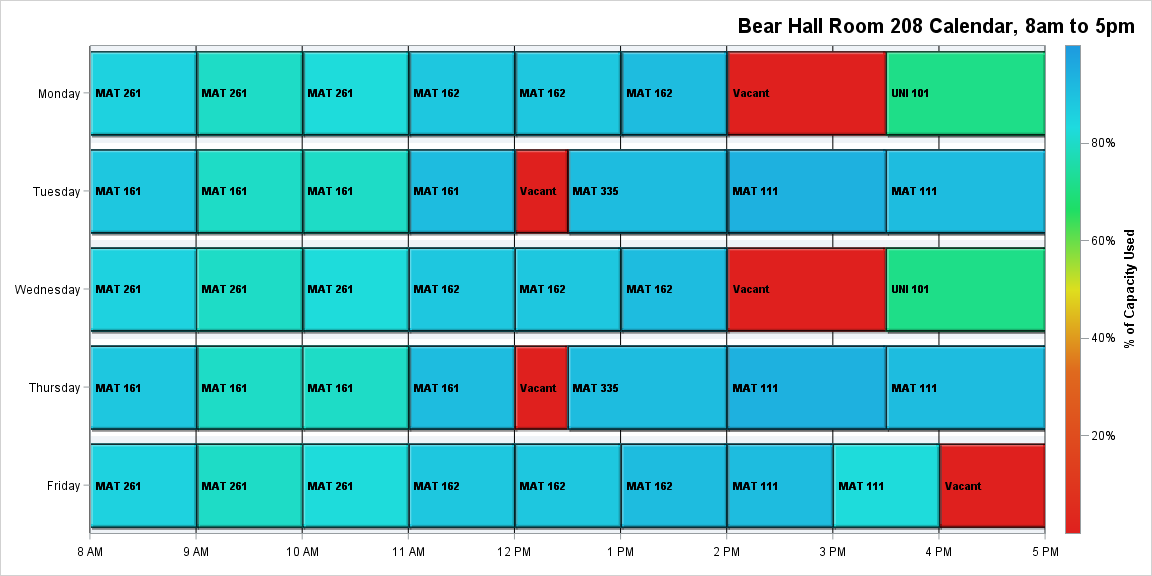 Bear Hall Room 208 Calendar, 8am to 5pm
Monday MAT 261 MAT 261 MAT 261 MAT 162 MAT 162 MAT 162 Vacant UNI 101
80%
Tuesday MAT 161 MAT 161 MAT 161 MAT 161 Vacant MAT 335 MAT 111 MAT 111
60%
% of Capacity Used
Wednesday MAT 261 MAT 261 MAT 261 MAT 162 MAT 162 MAT 162 Vacant UNI 101
40%
Thursday MAT 161 MAT 161 MAT 161 MAT 161 Vacant MAT 335 MAT 111 MAT 111
20%
Friday MAT 261 MAT 261 MAT 261 MAT 162 MAT 162 MAT 162 MAT 111 MAT 111 Vacant
8 AM 9 AM 10 AM 11 AM 12 PM 1 PM 2 PM 3 PM 4 PM 5 PM